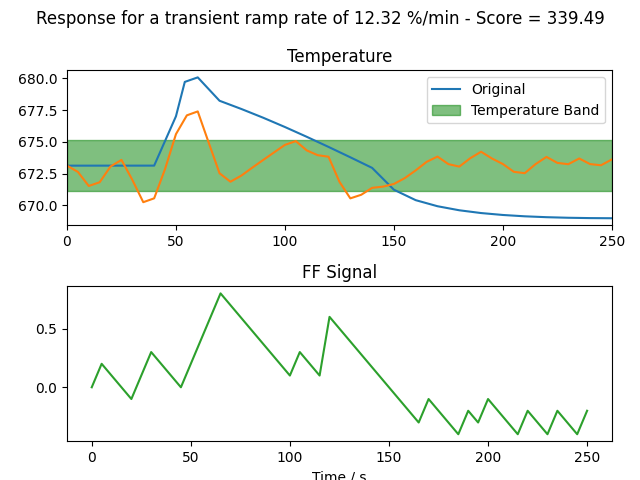 Response for a transient ramp rate of 12.32 %/min - Score = 339.49
Temperature
680.0
677.5
675.0
672.5
670.0
Original
Temperature Band
0 50 100 150 200 250
FF Signal
0.5
0.0
0 50 100 150 200 250
Time / s